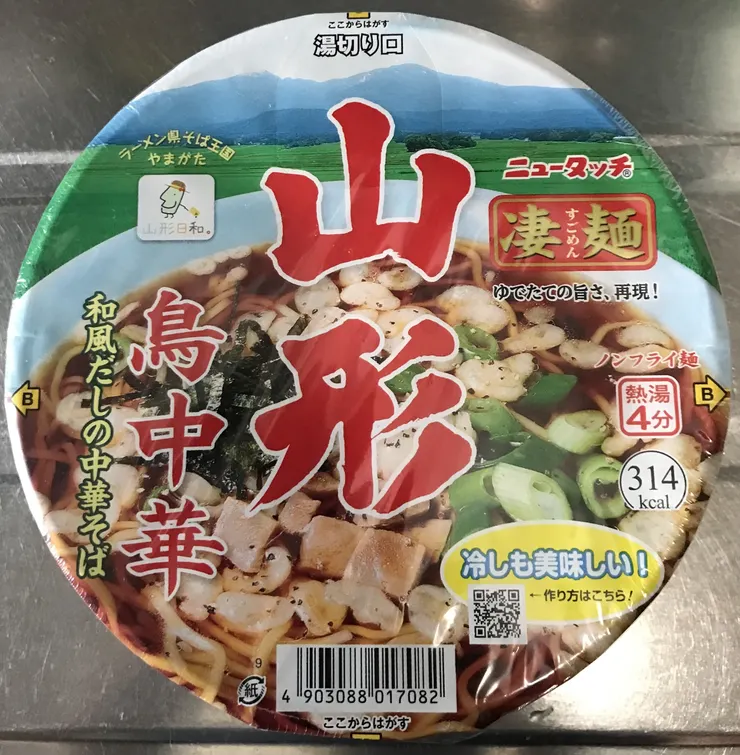 ここからはがす
湯切り口
ラーメン県そば王国
やまがた
山形日和。
山形
鳥中華
和風だしの中華そば
ニュータッチ®
凄麺
すごめん
ゆでたての旨さ、再現!
ノンフライ麺
熱湯
4分
314
kcal
B
B
冷しも美味しい!
←作り方はこちら!
9
紙
4 903088 017082
ここからはがす